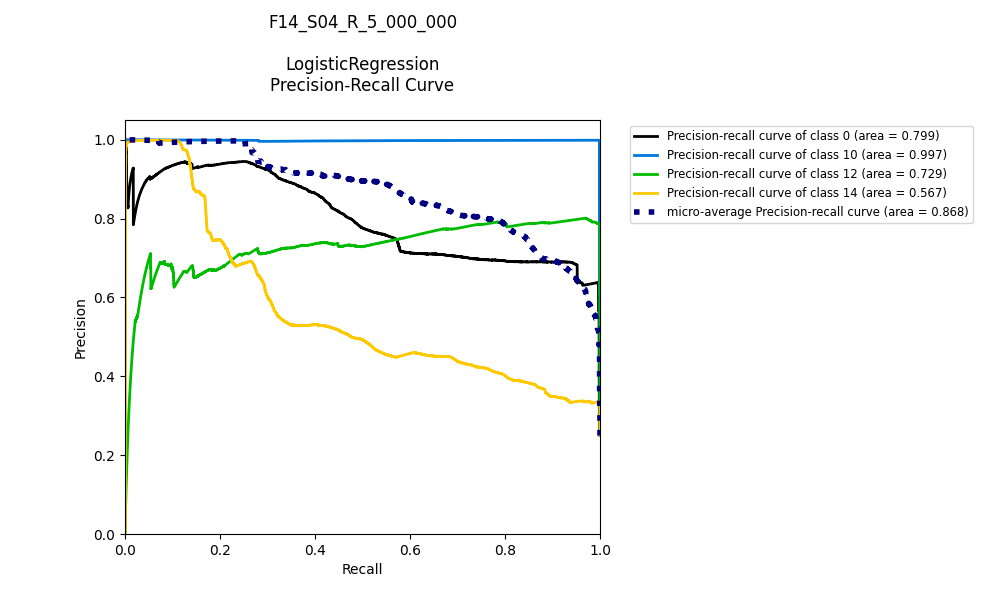 F14_S04_R_5_000_000
LogisticRegression
Precision-Recall Curve
Precision-recall curve of class 0 (area = 0.799)
Precision-recall curve of class 10 (area = 0.997)
Precision-recall curve of class 12 (area = 0.729)
Precision-recall curve of class 14 (area = 0.567)
micro-average Precision-recall curve (area = 0.868)
Precision
1.0
0.8
0.6
0.4
0.2
0.0
0.0 0.2 0.4 0.6 0.8 1.0
Recall